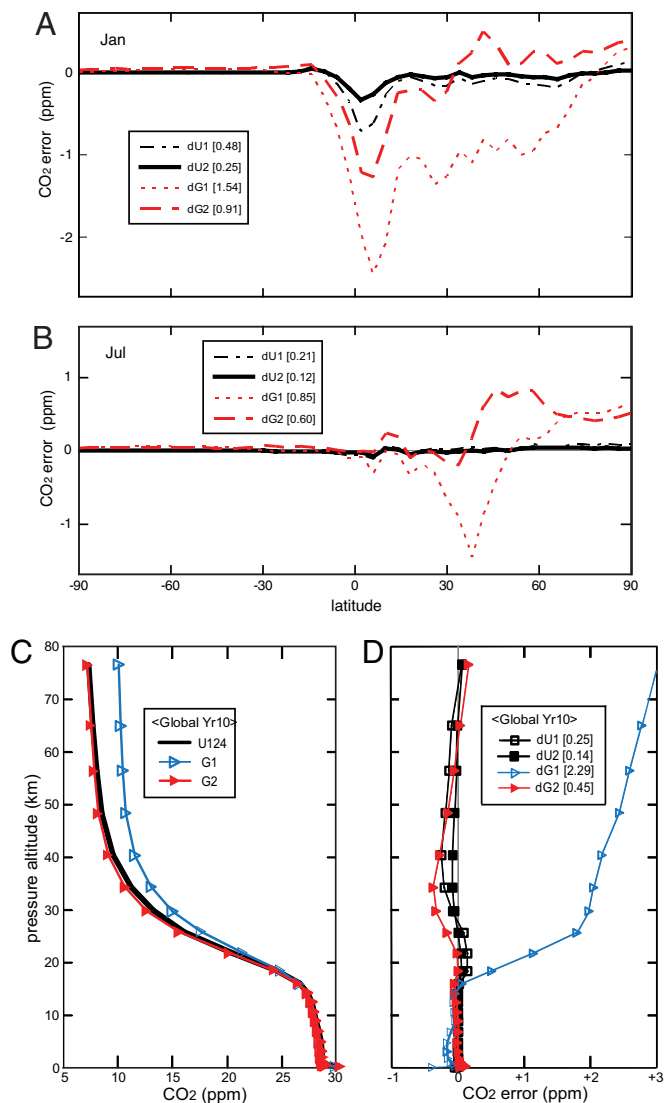 A
Jan
CO2 error (ppm)
0
-1
-2
dU1 [0.48]
dU2 [0.25]
dG1 [1.54]
dG2 [0.91]
B
Jul
CO2 error (ppm)
1
0
-1
dU1 [0.21]
dU2 [0.12]
dG1 [0.85]
dG2 [0.60]
-90 -60 -30 0 30 60 90
latitude
C
pressure altitude (km)
80
70
60
50
40
30
20
10
0
<Global Yr10>
U124
G1
G2
5 10 15 20 25 30
CO2 (ppm)
D
<Global Yr10>
dU1 [0.25]
dU2 [0.14]
dG1 [2.29]
dG2 [0.45]
-1 0 +1 +2 +3
CO2 error (ppm)